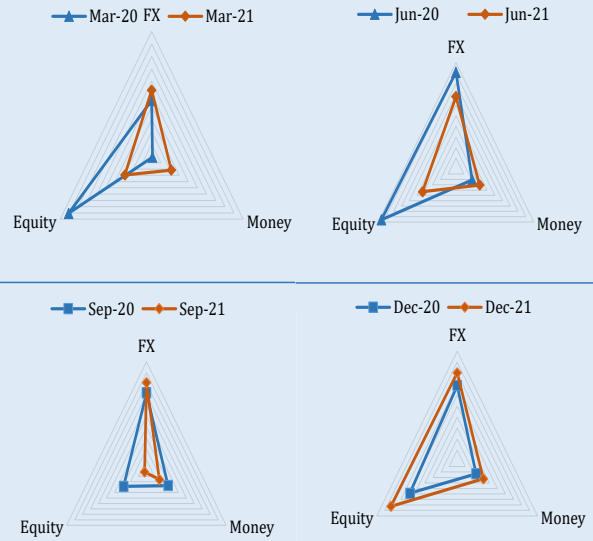 Mar-20 FX Mar-21
Equity Money
Jun-20 Jun-21
FX
Equity Money
Sep-20 Sep-21
FX
Equity Money
Dec-20 Dec-21
FX
Equity Money